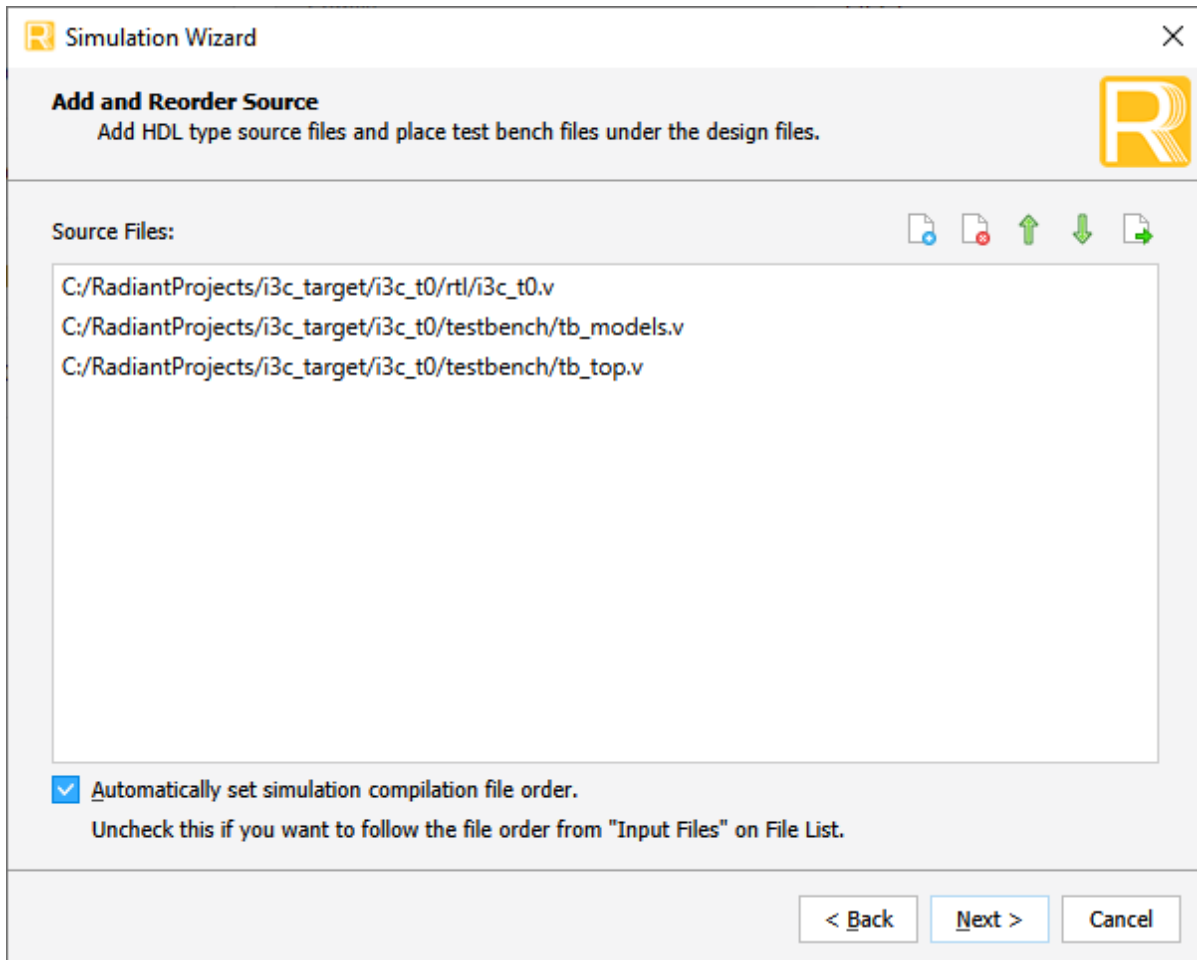 Simulation Wizard
Add and Reorder Source
Add HDL type source files and place test bench files under the design files.
Source Files:
C:/RadiantProjects/i3c_target/i3c_t0/rtl/i3c_t0.v
C:/RadiantProjects/i3c_target/i3c_t0/testbench/tb_models.v
C:/RadiantProjects/i3c_target/i3c_t0/testbench/tb_top.v
Automatically set simulation compilation file order.
Uncheck this if you want to follow the file order from "Input Files" on File List.
< Back Next > Cancel